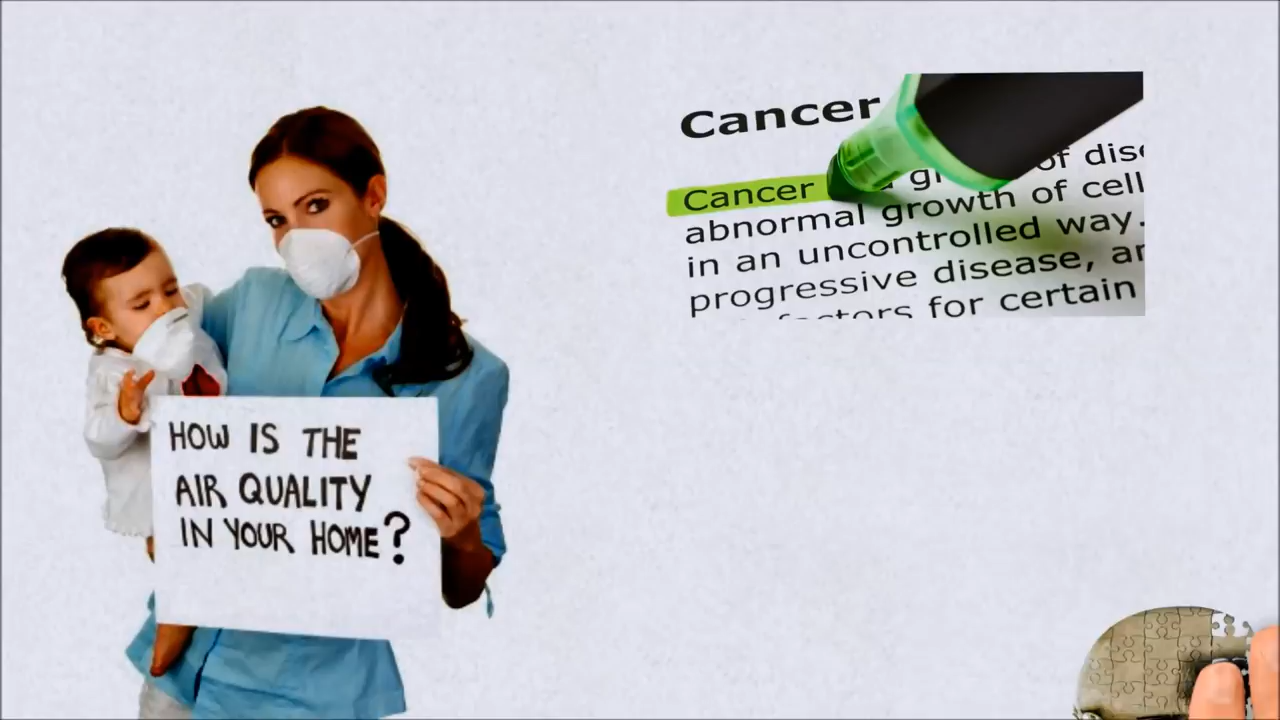 HOW IS THE
AIR QUALITY
IN YOUR HOME?
Cancer
Cancer
of
abnormal growth of cell
in an uncontrolled way.
progressive disease,
factors for certain